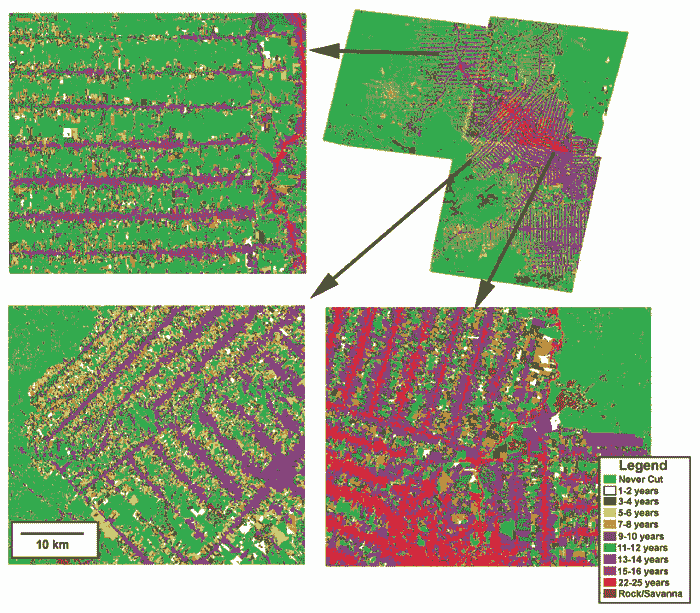 10 km
Legend
Never Cut
1-2 years
3-4 years
5-6 years
7-8 years
9-10 years
11-12 years
13-14 years
15-16 years
22-25 years
Rock/Savanna